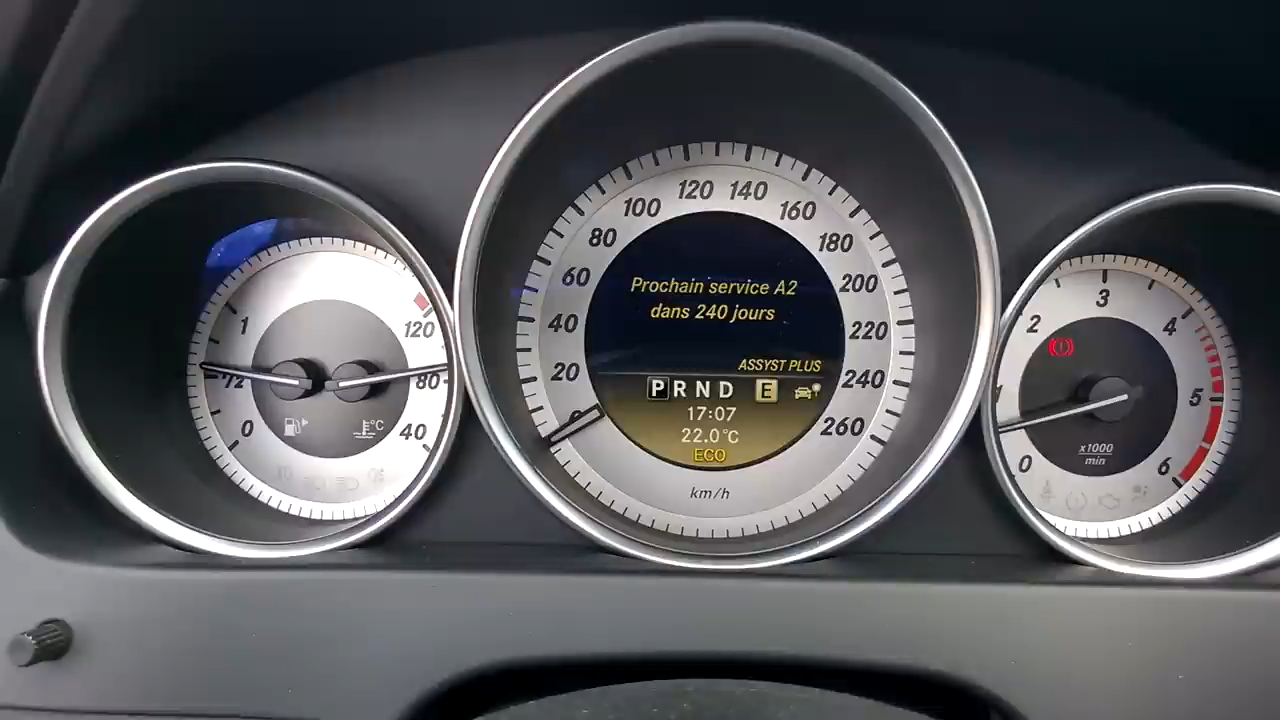 1
1/2
0
120
80
40
20
40
60
80
100
120
140
160
180
200
220
240
260
Prochain service A2
dans 240 jours
ASSYST PLUS
P R N D E
17:07
22.0°C
ECO
km/h
°C
0
1
2
3
4
5
6
x1000
min